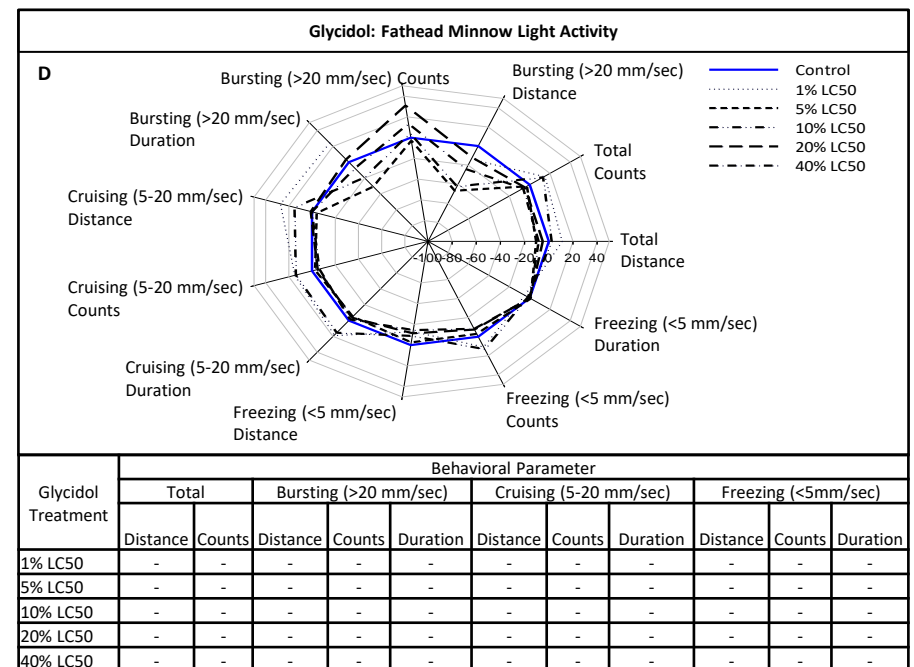 Glycidol: Fathead Minnow Light Activity
D
Bursting (>20 mm/sec) Counts
Bursting (>20 mm/sec)
Distance
Bursting (>20 mm/sec)
Duration
Total
Counts
Cruising (5-20 mm/sec)
Distance
Total
Distance
-100 -80 -60 -40 -20 0 20 40
Cruising (5-20 mm/sec)
Counts
Freezing (<5 mm/sec)
Duration
Cruising (5-20 mm/sec)
Duration
Freezing (<5 mm/sec)
Counts
Freezing (<5 mm/sec)
Distance
Control
1% LC50
5% LC50
10% LC50
20% LC50
40% LC50
Glycidol
Treatment
Behavioral Parameter
Total Bursting (>20 mm/sec) Cruising (5-20 mm/sec) Freezing (<5mm/sec)
Distance Counts Distance Counts Duration Distance Counts Duration Distance Counts Duration
1% LC50 - - - - - - - - - - -
5% LC50 - - - - - - - - - - -
10% LC50 - - - - - - - - - - -
20% LC50 - - - - - - - - - - -
40% LC50 - - - - - - - - - - -